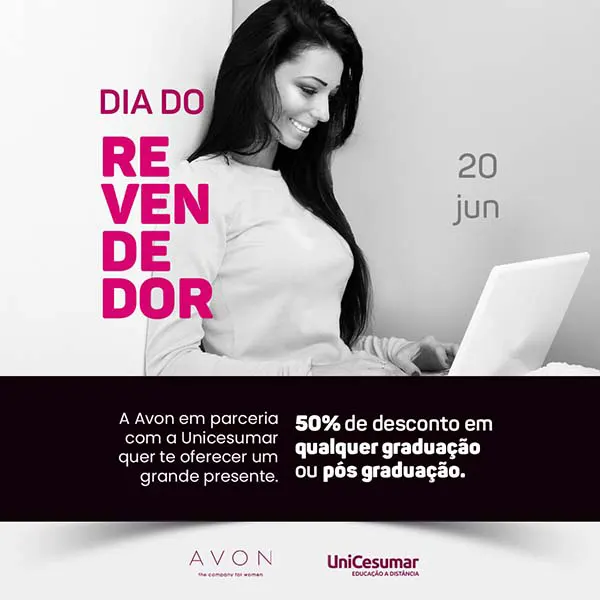 DIA DO
RE
VEN
DE
DOR
20
jun
A Avon em parceria
com a Unicesumar
quer te oferecer um
grande presente.
50% de desconto em
qualquer graduação
ou pós graduação.
AVON
the company for women
UniCesumar
EDUCAÇÃO A DISTÂNCIA